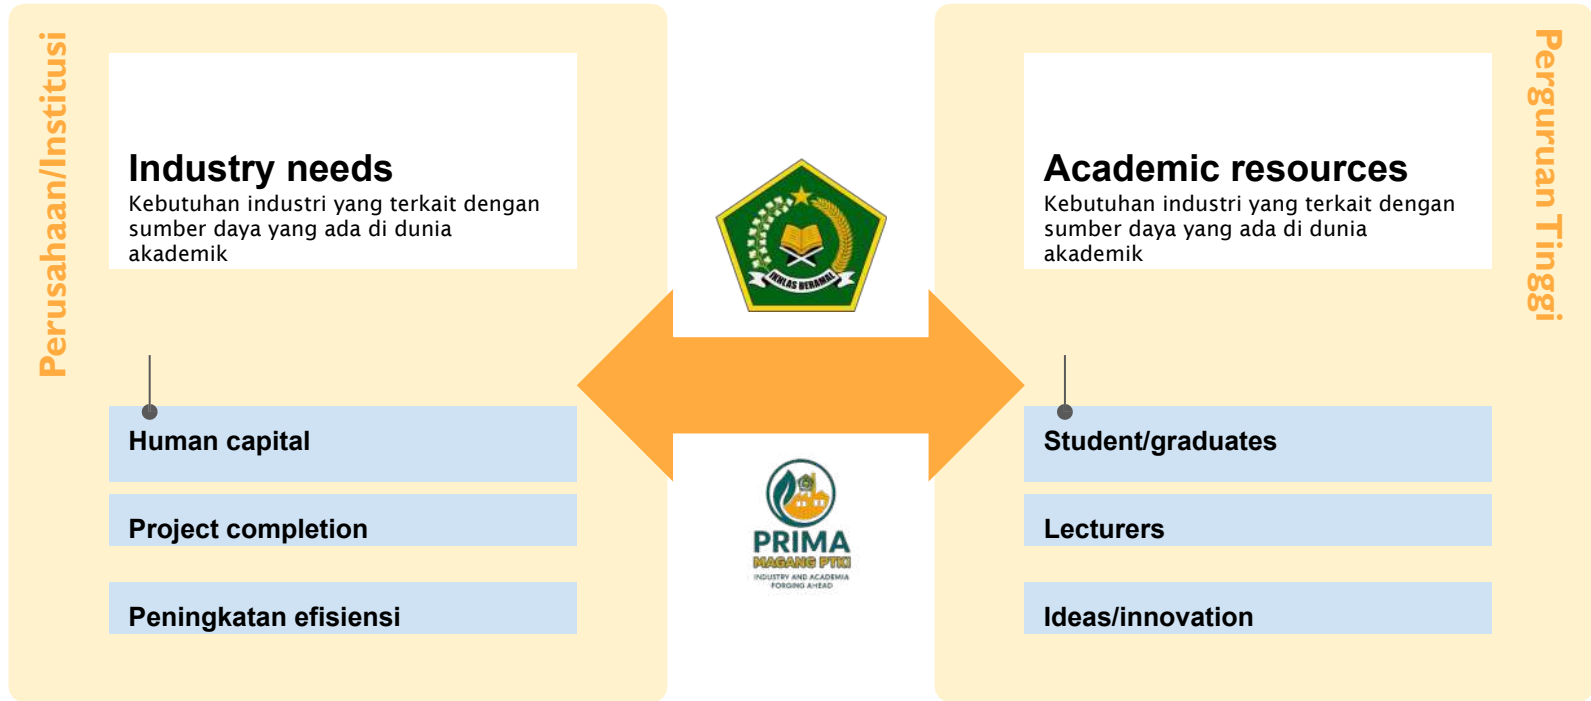 Perusahaan/Institusi
Industry needs
Kebutuhan industri yang terkait dengan
sumber daya yang ada di dunia
akademik
Human capital
Project completion
Peningkatan efisiensi
IKHLAS BERAMAL
PRIMA
MAGANG PTKI
INDUSTRY AND ACADEMIA
FORGING AHEAD
Perguruan Tinggi
Academic resources
Kebutuhan industri yang terkait dengan
sumber daya yang ada di dunia
akademik
Student/graduates
Lecturers
Ideas/innovation